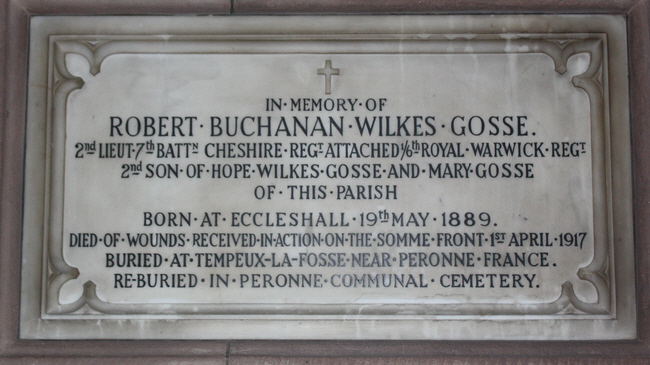 IN·MEMORY·OF
ROBERT·BUCHANAN·WILKES·GOSSE.
2nd LIEUT·7th BATTN CHESHIRE·REGT ATTACHED 1/6th ROYAL·WARWICK·REGT
2nd SON·OF·HOPE·WILKES·GOSSE·AND·MARY·GOSSE
OF·THIS·PARISH
BORN·AT·ECCLESHALL·19th MAY·1889.
DIED·OF·WOUNDS·RECEIVED·IN·ACTION·ON·THE·SOMME·FRONT·1ST APRIL·1917
BURIED·AT·TEMPEUX-LA-FOSSE·NEAR·PERONNE·FRANCE.
RE-BURIED·IN·PERONNE·COMMUNAL·CEMETERY.